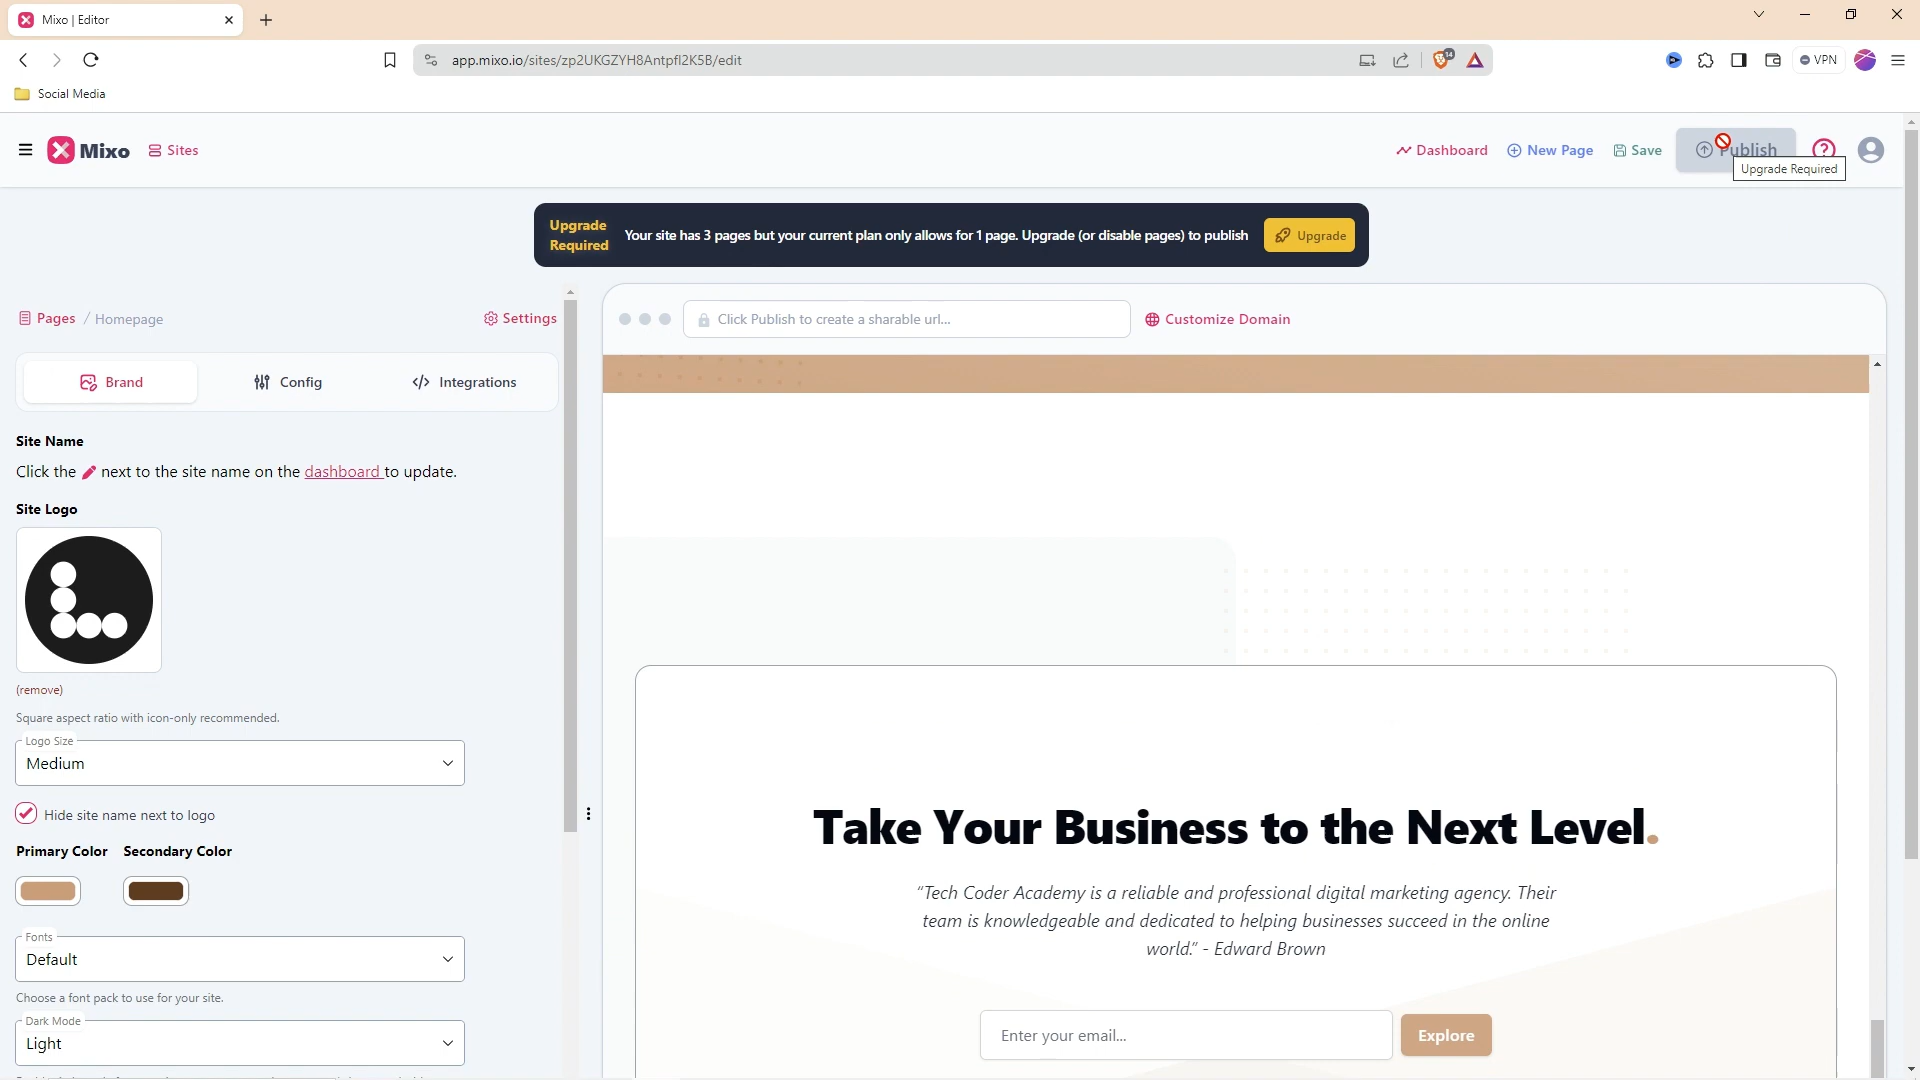 Mixo | Editor
app.mixo.io/sites/zp2UKGZYH8Antpfl2K5B/edit
14
VPN
Social Media
Mixo
Sites
Dashboard
New Page
Save
Publish
Upgrade Required
Upgrade Required
Your site has 3 pages but your current plan only allows for 1 page. Upgrade (or disable pages) to publish
Upgrade
Pages / Homepage
Settings
Click Publish to create a sharable url...
Customize Domain
Brand
Config
Integrations
Site Name
Click the next to the site name on the dashboard to update.
Site Logo
(remove)
Square aspect ratio with icon-only recommended.
Logo Size
Medium
Hide site name next to logo
Primary Color
Secondary Color
Fonts
Default
Choose a font pack to use for your site.
Dark Mode
Light
Take Your Business to the Next Level.
“Tech Coder Academy is a reliable and professional digital marketing agency. Their
team is knowledgeable and dedicated to helping businesses succeed in the online
world.” - Edward Brown
Enter your email...
Explore